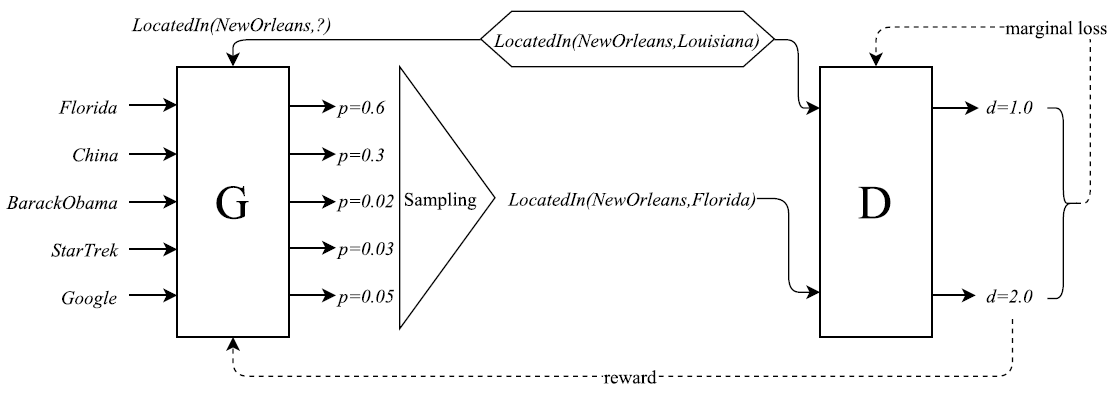 LocatedIn(NewOrleans,?)
LocatedIn(NewOrleans,Louisiana)
marginal loss
Florida
China
BarackObama
StarTrek
Google
G
p=0.6
p=0.3
p=0.02
p=0.03
p=0.05
Sampling
LocatedIn(NewOrleans,Florida)
D
d=1.0
d=2.0
reward